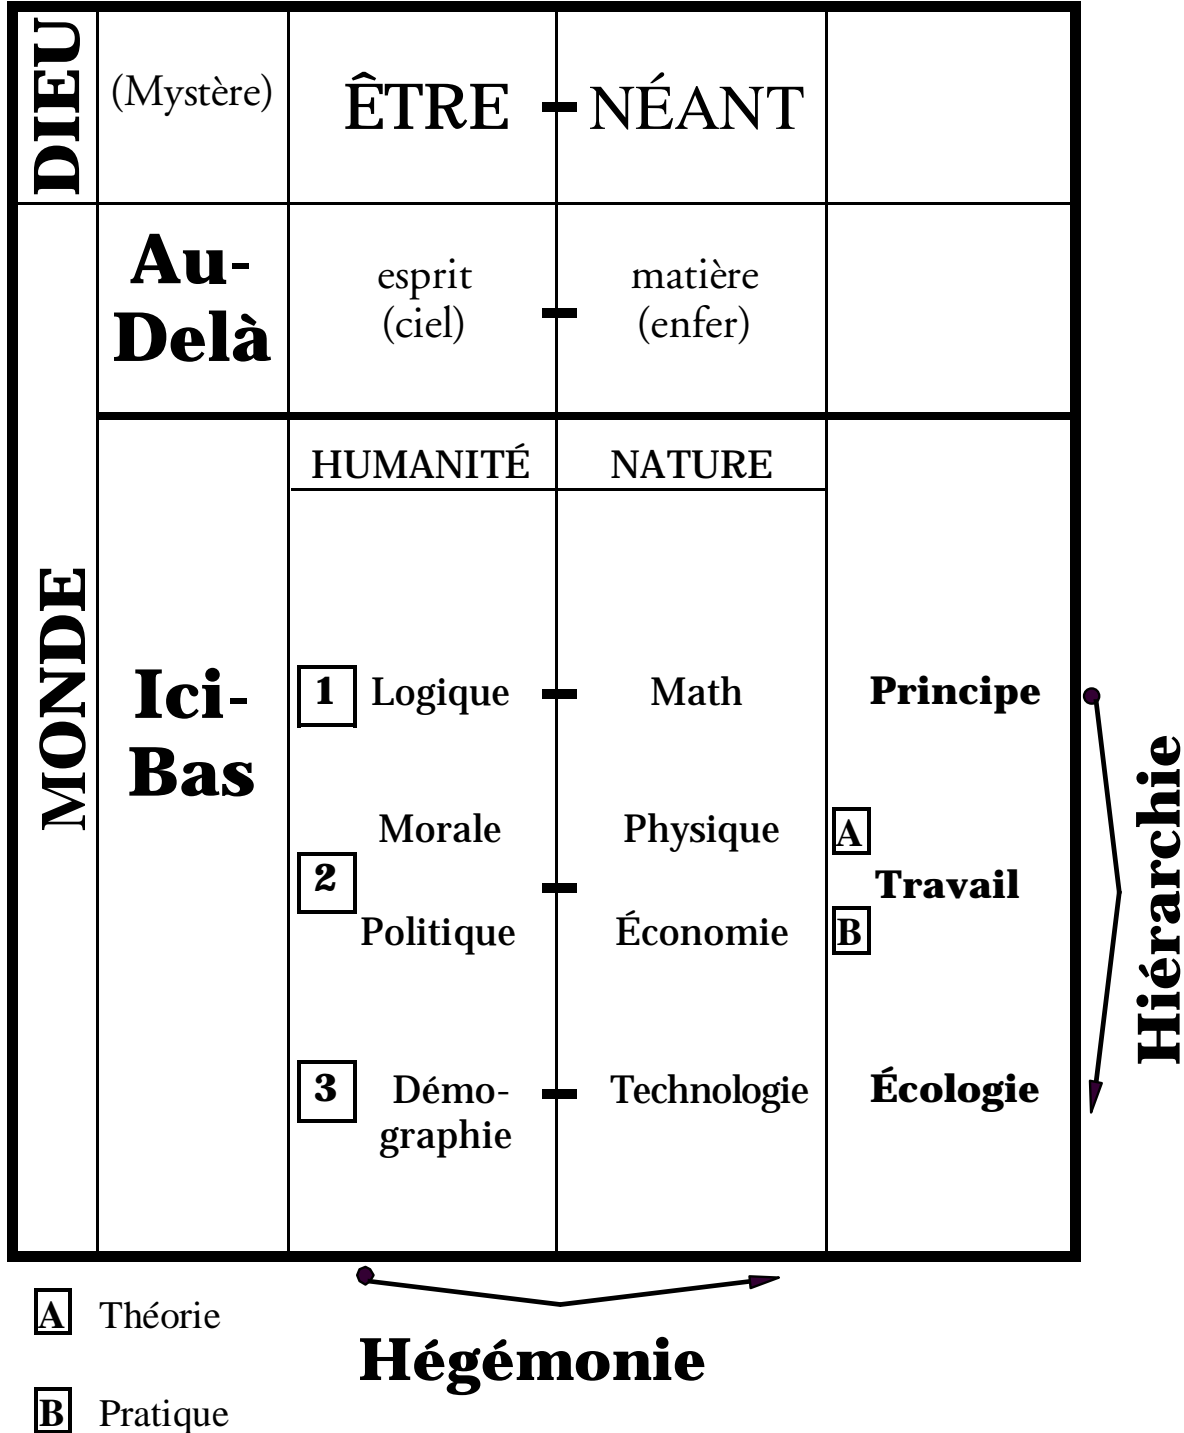 DIEU
(Mystère)
ÊTRE - NÉANT
MONDE
Au-
Delà
esprit
(ciel)
-
matière
(enfer)
Ici-
Bas
HUMANITÉ
NATURE
1 Logique - Math Principe
Morale Physique A
2 - Travail
Politique Économie B
3 Démo- - Technologie Écologie
graphie
Hiérarchie
Hégémonie
A Théorie
B Pratique